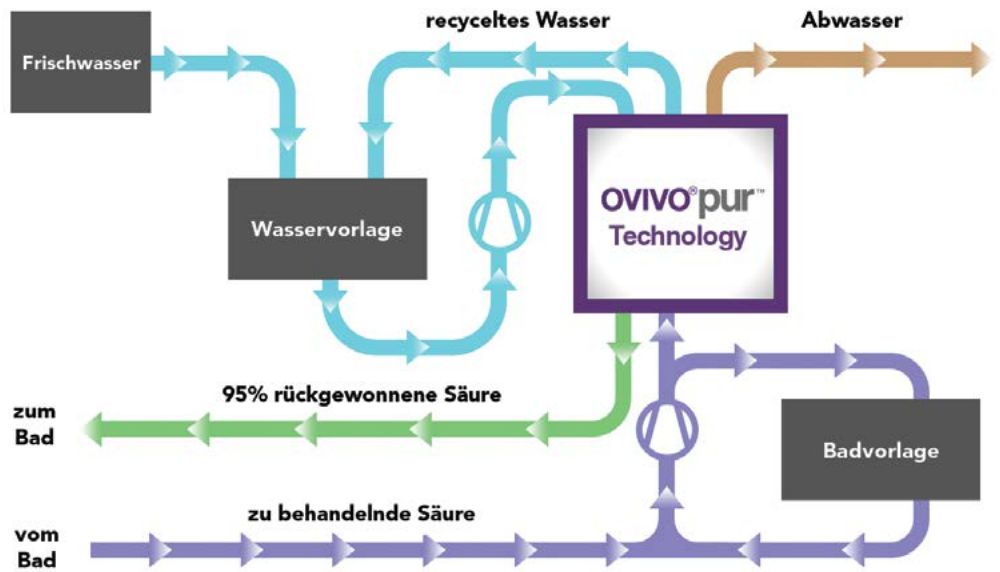 recyceltes Wasser
Abwasser
Frischwasser
OVIVO®pur™
Technology
Wasservorlage
95% rückgewonnene Säure
zum
Bad
Badvorlage
zu behandelnde Säure
vom
Bad